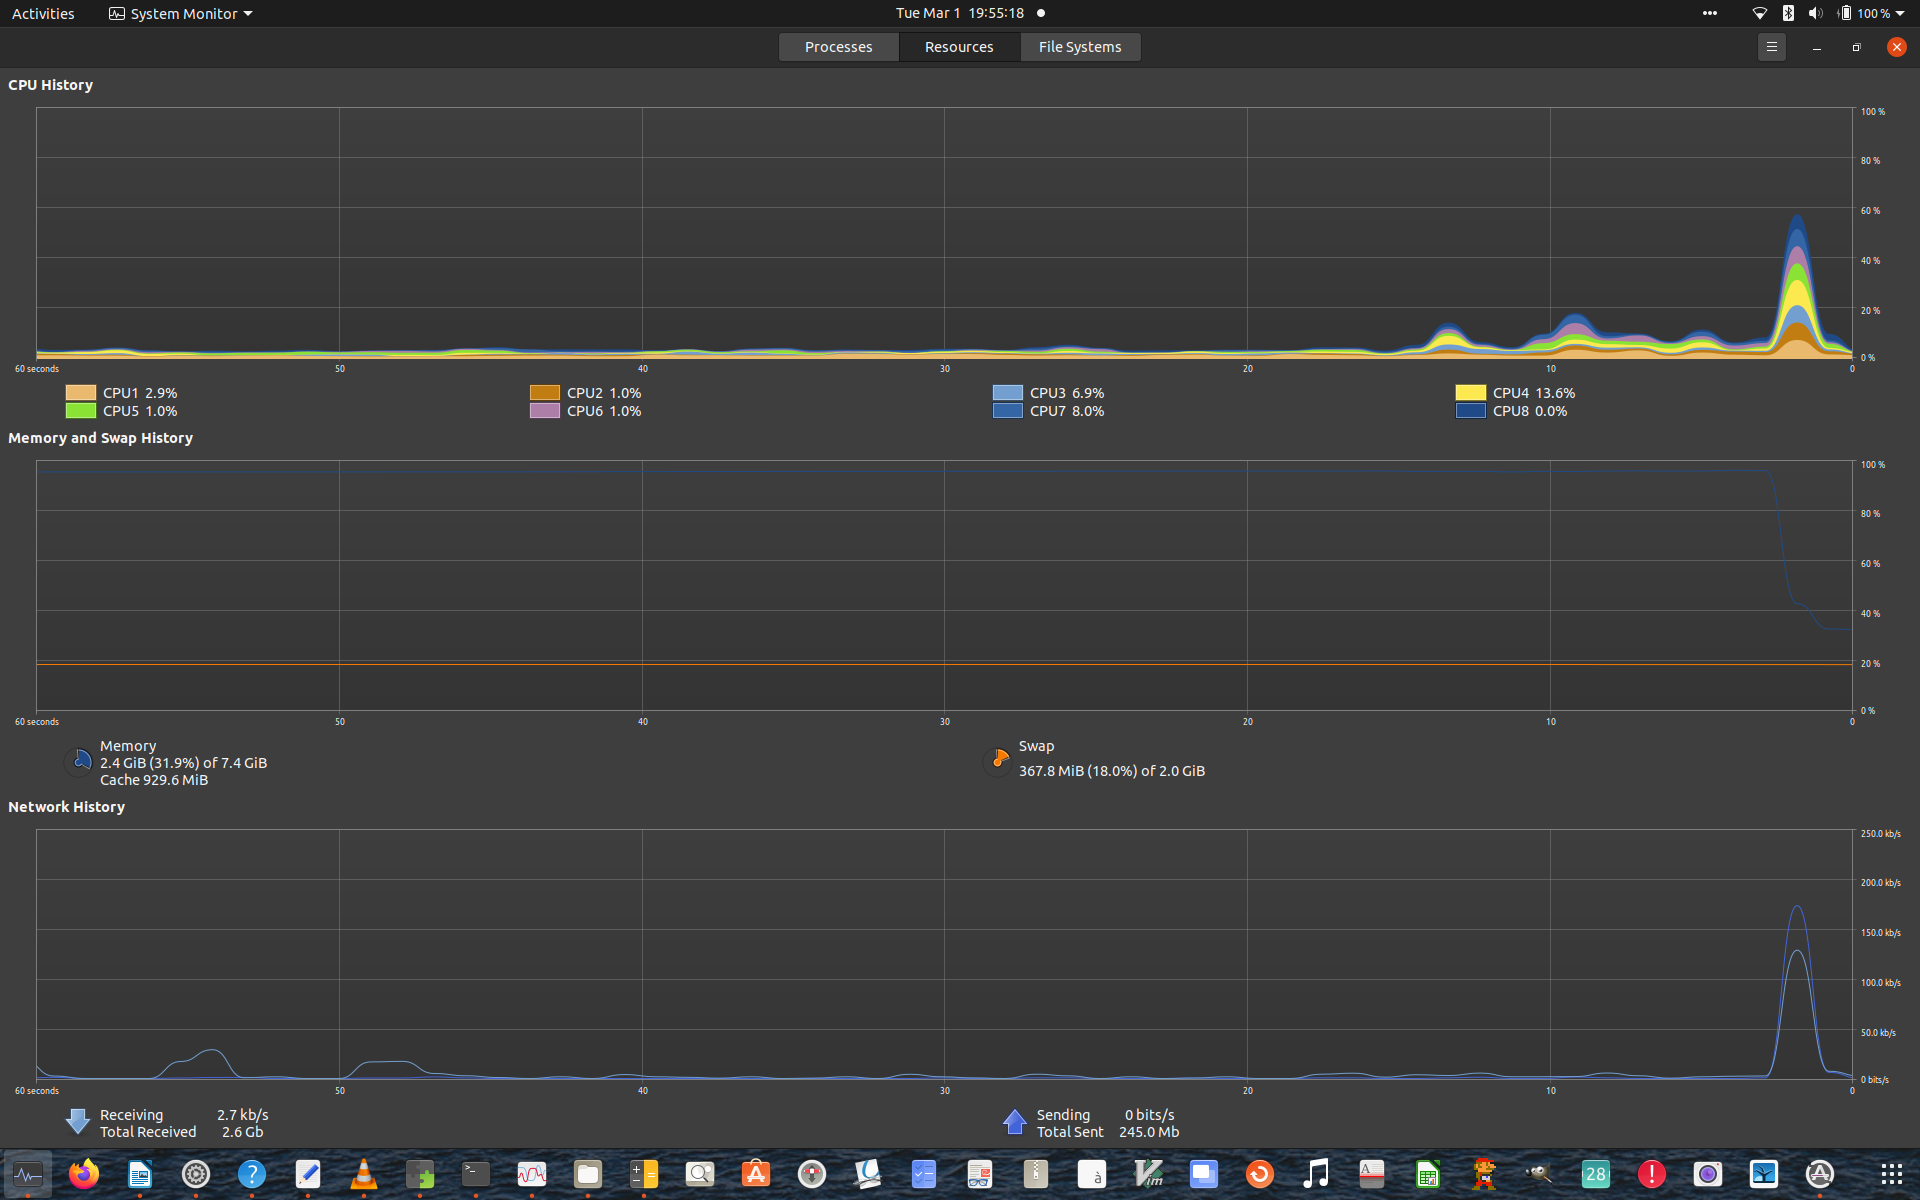 Activities
System Monitor
Tue Mar 1 19:55:18
100 %
Processes
Resources
File Systems
CPU History
100 %
80 %
60 %
40 %
20 %
0 %
60 seconds
50
40
30
20
10
0
CPU1 2.9%
CPU2 1.0%
CPU3 6.9%
CPU4 13.6%
CPU5 1.0%
CPU6 1.0%
CPU7 8.0%
CPU8 0.0%
Memory and Swap History
100 %
80 %
60 %
40 %
20 %
0 %
60 seconds
50
40
30
20
10
0
Memory
2.4 GiB (31.9%) of 7.4 GiB
Cache 929.6 MiB
Swap
367.8 MiB (18.0%) of 2.0 GiB
Network History
250.0 kb/s
200.0 kb/s
150.0 kb/s
100.0 kb/s
50.0 kb/s
0 bits/s
60 seconds
50
40
30
20
10
0
Receiving 2.7 kb/s
Total Received 2.6 Gb
Sending 0 bits/s
Total Sent 245.0 Mb
?
>_
à
Vim
A
28
!